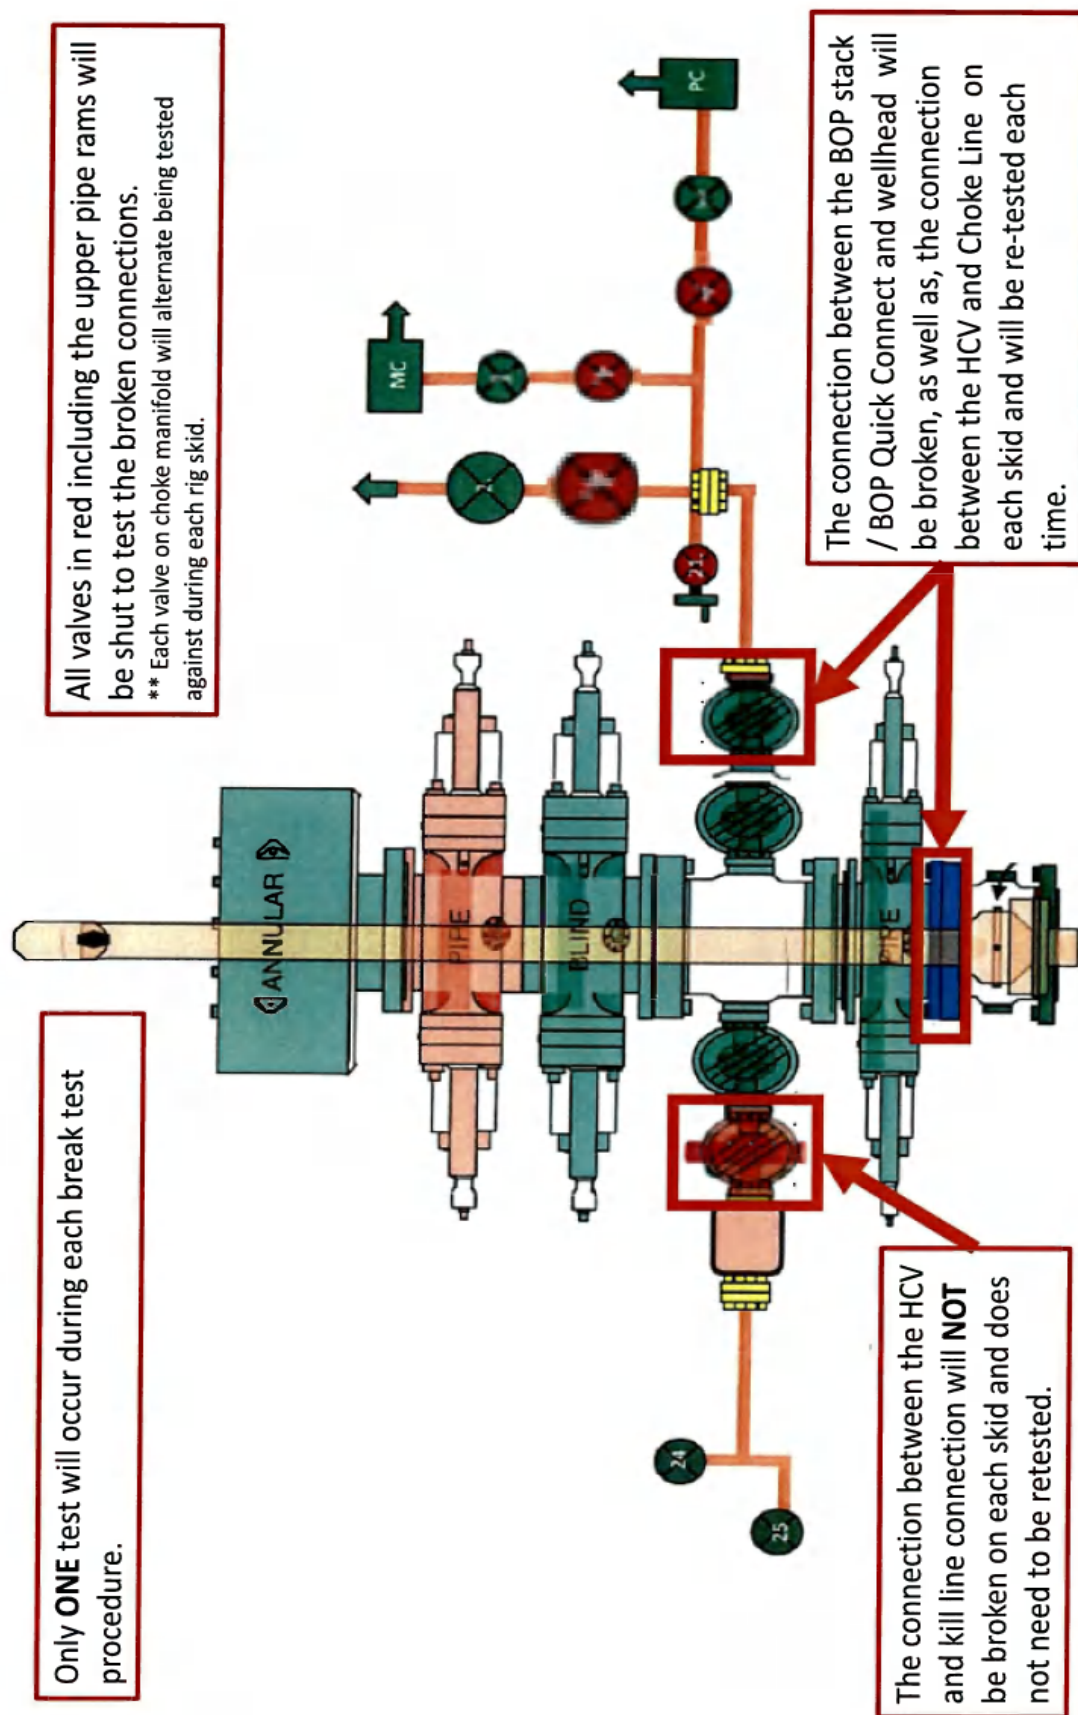 Only ONE test will occur during each break test
procedure.
All valves in red including the upper pipe rams will
be shut to test the broken connections.
** Each valve on choke manifold will alternate being tested
against during each rig skid.
ANNULAR
PIPE
BLIND
PIPE
MC
PC
24
25
The connection between the HCV
and kill line connection will NOT
be broken on each skid and does
not need to be retested.
The connection between the BOP stack
/ BOP Quick Connect and wellhead will
be broken, as well as, the connection
between the HCV and Choke Line on
each skid and will be re-tested each
time.